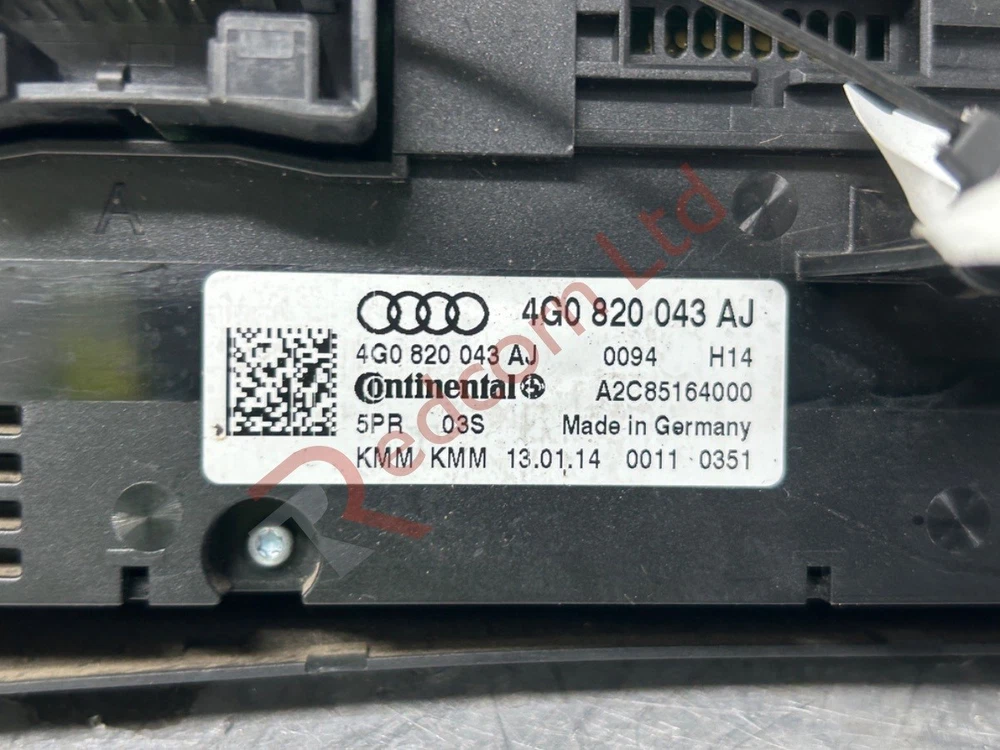 A
4G0 820 043 AJ
4G0 820 043 AJ 0094 H14
Continental A2C85164000
5PR 03S Made in Germany
KMM KMM 13.01.14 0011 0351
Redcom Ltd